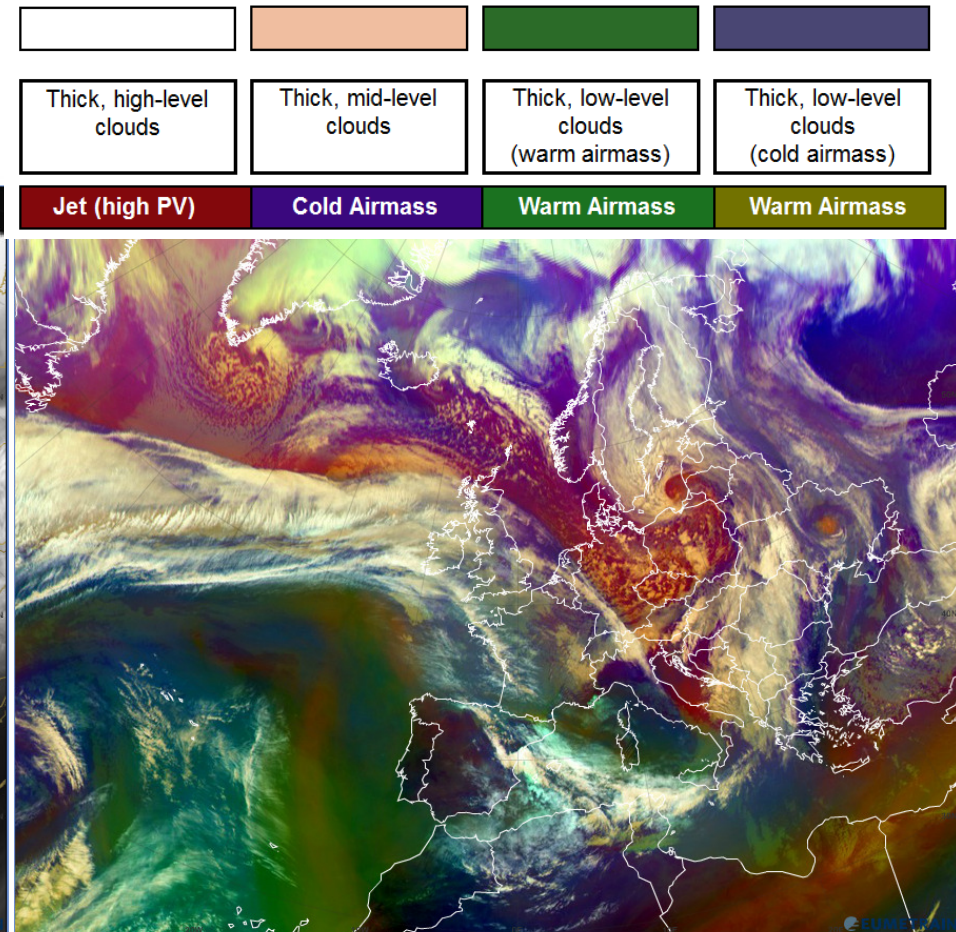 Thick, high-level
clouds
Thick, mid-level
clouds
Thick, low-level
clouds
(warm airmass)
Thick, low-level
clouds
(cold airmass)
Jet (high PV)
Cold Airmass
Warm Airmass
Warm Airmass